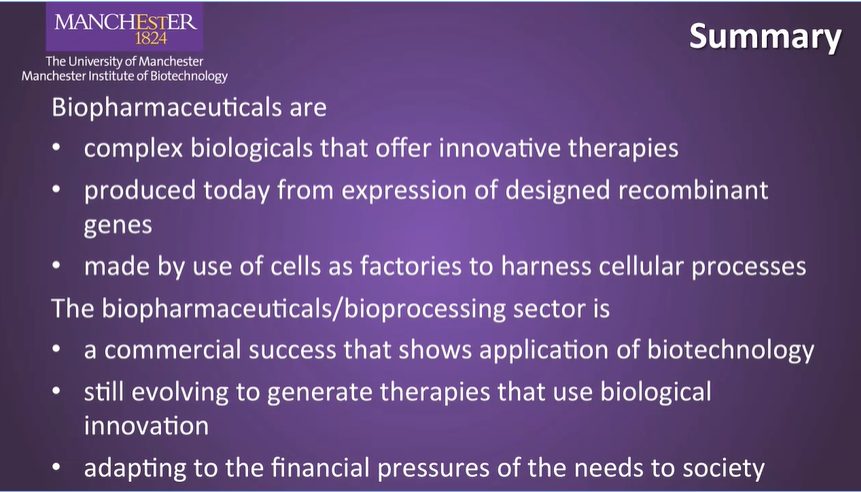 MANCHESTER
1824
The University of Manchester
Manchester Institute of Biotechnology
Summary
Biopharmaceuticals are
• complex biologicals that offer innovative therapies
• produced today from expression of designed recombinant
genes
• made by use of cells as factories to harness cellular processes
The biopharmaceuticals/bioprocessing sector is
• a commercial success that shows application of biotechnology
• still evolving to generate therapies that use biological
innovation
• adapting to the financial pressures of the needs to society